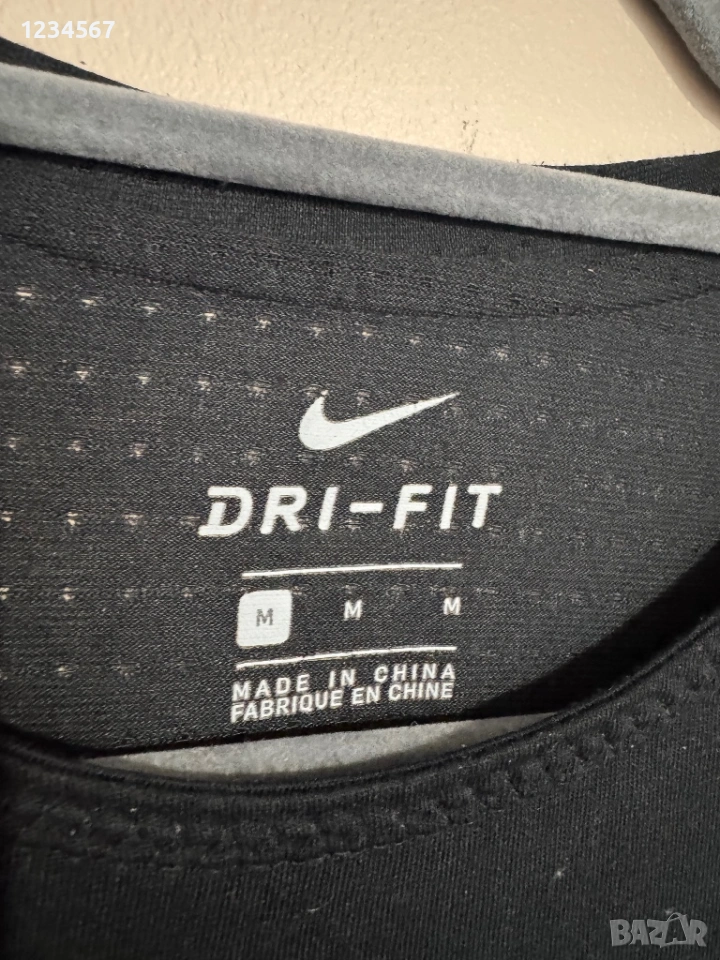 1234567
DRI-FIT
M M M
MADE IN CHINA
FABRIQUE EN CHINE
BAZAR